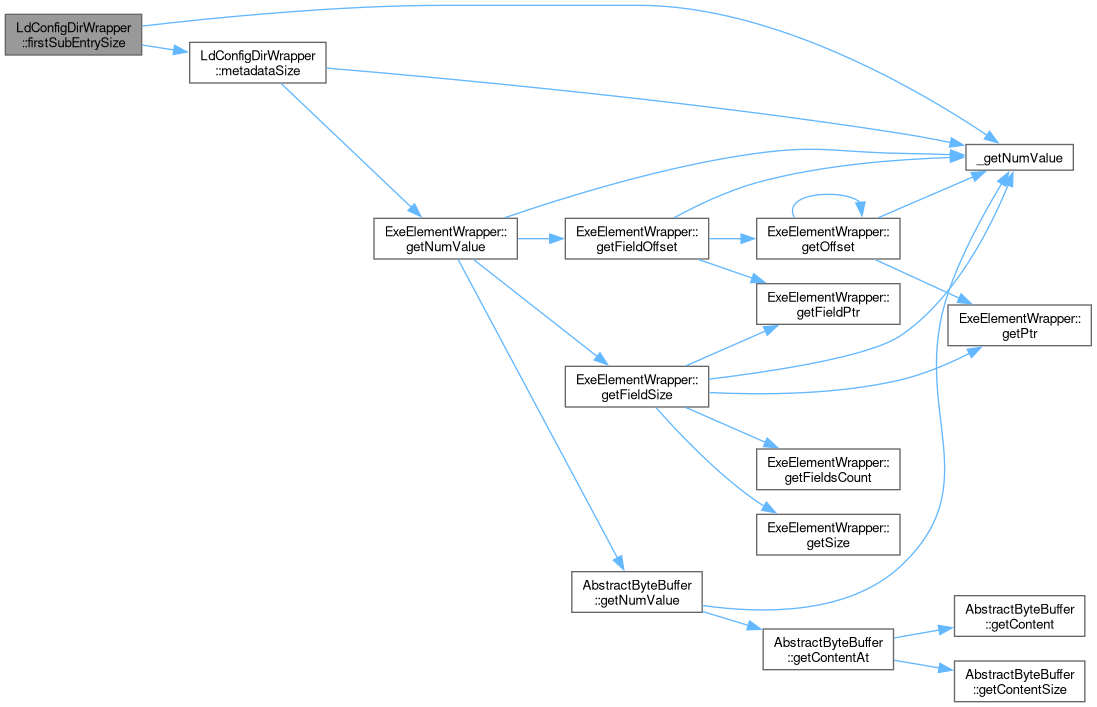 LdConfigDirWrapper
::firstSubEntrySize
LdConfigDirWrapper
::metadataSize
_getNumValue
ExeElementWrapper::
getNumValue
ExeElementWrapper::
getFieldOffset
ExeElementWrapper::
getOffset
ExeElementWrapper::
getFieldPtr
ExeElementWrapper::
getPtr
ExeElementWrapper::
getFieldSize
ExeElementWrapper::
getFieldsCount
ExeElementWrapper::
getSize
AbstractByteBuffer
::getNumValue
AbstractByteBuffer
::getContent
AbstractByteBuffer
::getContentAt
AbstractByteBuffer
::getContentSize